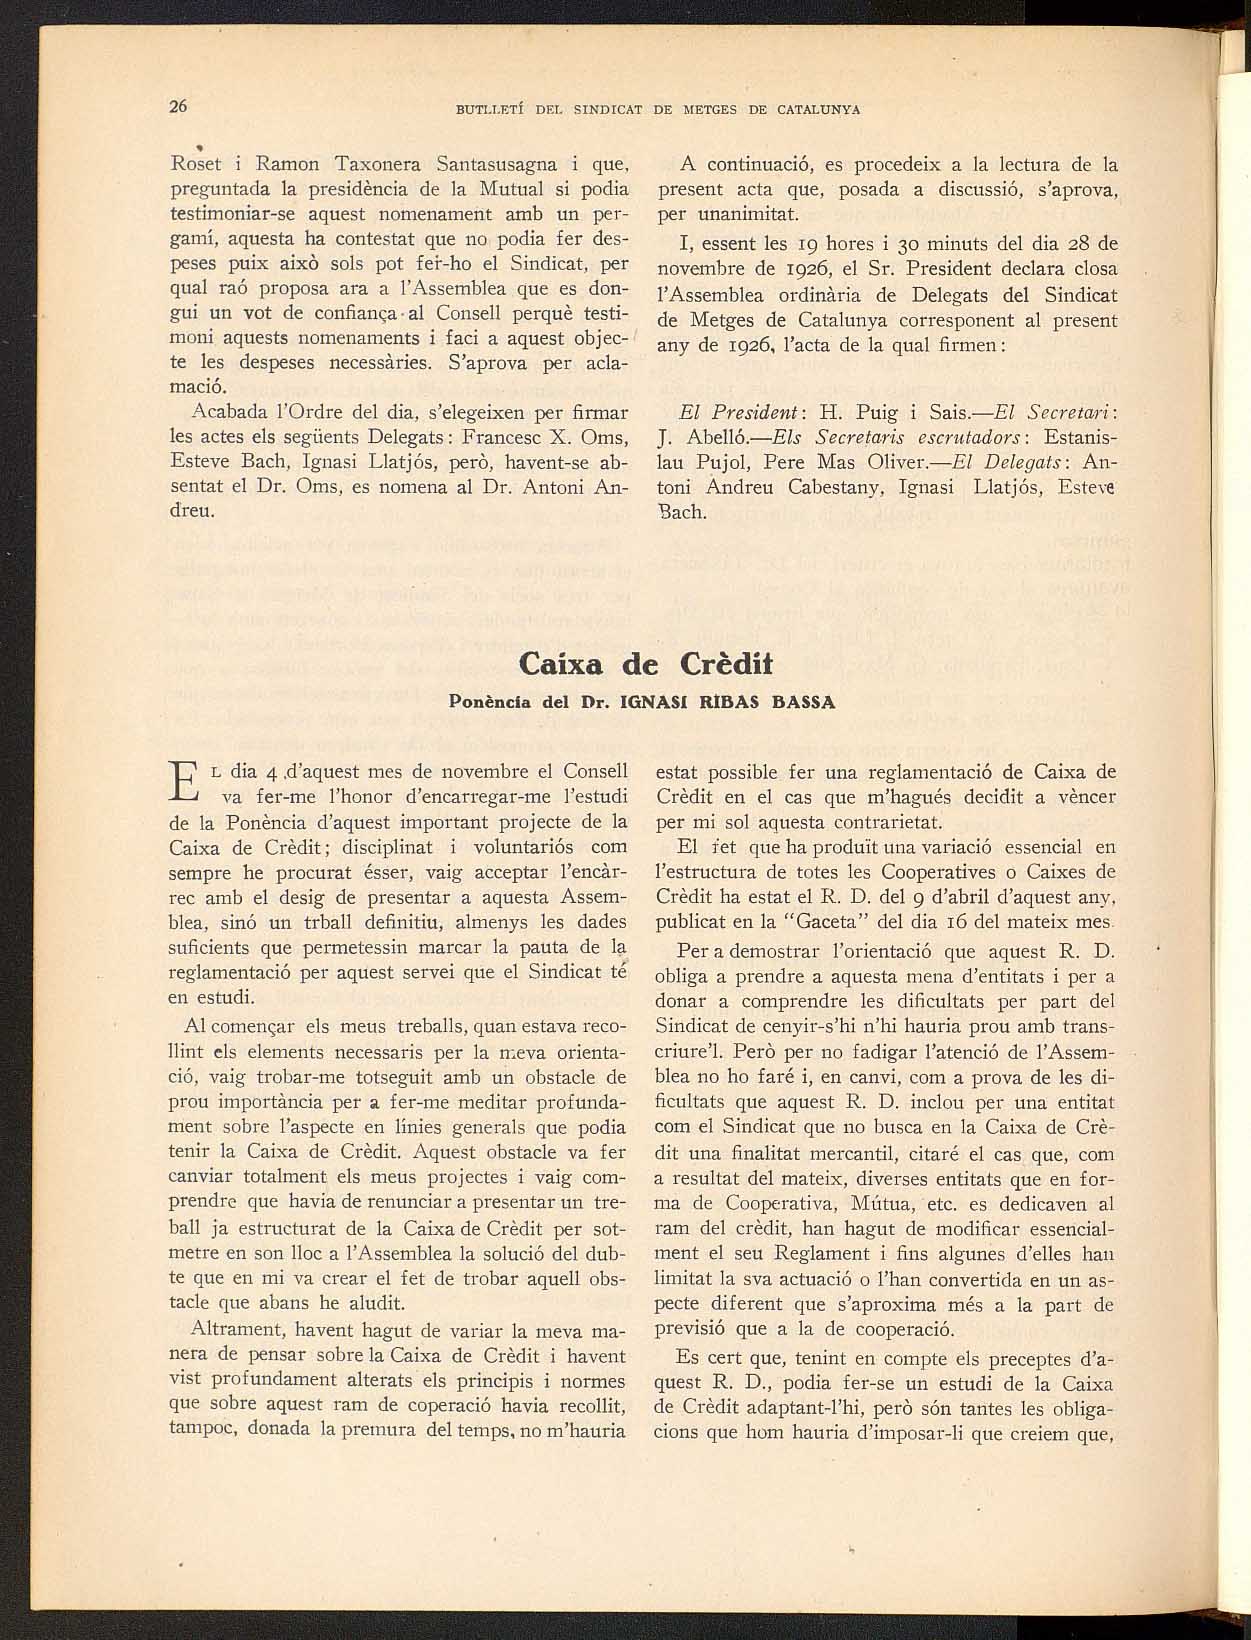 26
BUTLLETÍ DEL SINDICAT DE METGES DE CATALUNYA
Roset i Ramon Taxonera Santasusagna i que,
preguntada la presidència de la Mutual si podia
testimoniar-se aquest nomenament amb un per-
gamí, aquesta ha contestat que no podia fer des-
peses puix això sols pot fer-ho el Sindicat, per
qual raó proposa ara a l'Assemblea que es don-
gui un vot de confiança al Consell perquè testi-
moni aquests nomenaments i faci a aquest objec-
te les despeses necessàries. S'aprova per acla-
mació.
Acabada l'Ordre del dia, s'elegeixen per firmar
les actes els següents Delegats: Francesc X. Oms,
Esteve Bach, Ignasi Llatjós, però, havent-se ab-
sentat el Dr. Oms, es nomena al Dr. Antoni An-
dreu.
A continuació, es procedeix a la lectura de la
present acta que, posada a discussió, s'aprova,
per unanimitat.
I, essent les 19 hores i 30 minuts del dia 28 de
novembre de 1926, el Sr. President declara closa
l'Assemblea ordinària de Delegats del Sindicat
de Metges de Catalunya corresponent al present
any de 1926, l'acta de la qual firmen:
El President: H. Puig i Sais.—El Secretari:
J. Abelló.—Els Secretaris escrutadors: Estanis-
lau Pujol, Pere Mas Oliver.—El Delegats: An-
toni Andreu Cabestany, Ignasi Llatjós, Esteve
Bach.
Caixa de Crèdit
Ponència del Dr. IGNASI RIBAS BASSA
EL dia 4 d'aquest mes de novembre el Consell
va fer-me l'honor d'encarregar-me l'estudi
de la Ponència d'aquest important projecte de la
Caixa de Crèdit; disciplinat i voluntariós com
sempre he procurat ésser, vaig acceptar l'encàr-
rec amb el desig de presentar a aquesta Assem-
blea, sinó un trball definitiu, almenys les dades
suficients que permetessin marcar la pauta de la
reglamentació per aquest servei que el Sindicat té
en estudi.
Al començar els meus treballs, quan estava reco-
llint els elements necessaris per la meva orienta-
ció, vaig trobar-me totseguit amb un obstacle de
prou importància per a fer-me meditar profunda-
ment sobre l'aspecte en línies generals que podia
tenir la Caixa de Crèdit. Aquest obstacle va fer
canviar totalment els meus projectes i vaig com-
prendre que havia de renunciar a presentar un tre-
ball ja estructurat de la Caixa de Crèdit per sot-
metre en son lloc a l'Assemblea la solució del dub-
te que en mi va crear el fet de trobar aquell obs-
tacle que abans he aludit.
Altrament, havent hagut de variar la meva ma-
nera de pensar sobre la Caixa de Crèdit i havent
vist profundament alterats els principis i normes
que sobre aquest ram de coperació havia recollit,
tampoc, donada la premura del temps, no m'hauria
estat possible fer una reglamentació de Caixa de
Crèdit en el cas que m'hagués decidit a vèncer
per mi sol aquesta contrarietat.
El fet que ha produït una variació essencial en
l'estructura de totes les Cooperatives o Caixes de
Crèdit ha estat el R. D. del 9 d'abril d'aquest any,
publicat en la "Gaceta" del dia 16 del mateix mes.
Per a demostrar l'orientació que aquest R. D.
obliga a prendre a aquesta mena d'entitats i per a
donar a comprendre les dificultats per part del
Sindicat de cenyir-s'hi n'hi hauria prou amb trans-
criure'l. Però per no fadigar l'atenció de l'Assem-
blea no ho faré i, en canvi, com a prova de les di-
ficultats que aquest R. D. inclou per una entitat
com el Sindicat que no busca en la Caixa de Crè-
dit una finalitat mercantil, citaré el cas que, com
a resultat del mateix, diverses entitats que en for-
ma de Cooperativa, Mútua, etc. es dedicaven al
ram del crèdit, han hagut de modificar essencial-
ment el seu Reglament i fins algunes d'elles han
limitat la sva actuació o l'han convertida en un as-
pecte diferent que s'aproxima més a la part de
previsió que a la de cooperació.
Es cert que, tenint en compte els preceptes d'a-
quest R. D., podia fer-se un estudi de la Caixa
de Crèdit adaptant-l'hi, però són tantes les obliga-
cions que hom hauria d'imposar-li que creiem que,